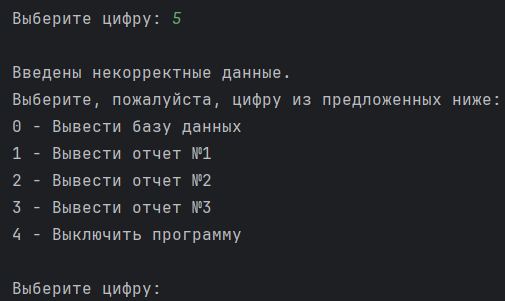 Выберите цифру: 5
Введены некорректные данные.
Выберите, пожалуйста, цифру из предложенных ниже:
0 - Вывести базу данных
1 - Вывести отчет №1
2 - Вывести отчет №2
3 - Вывести отчет №3
4 - Выключить программу
Выберите цифру: